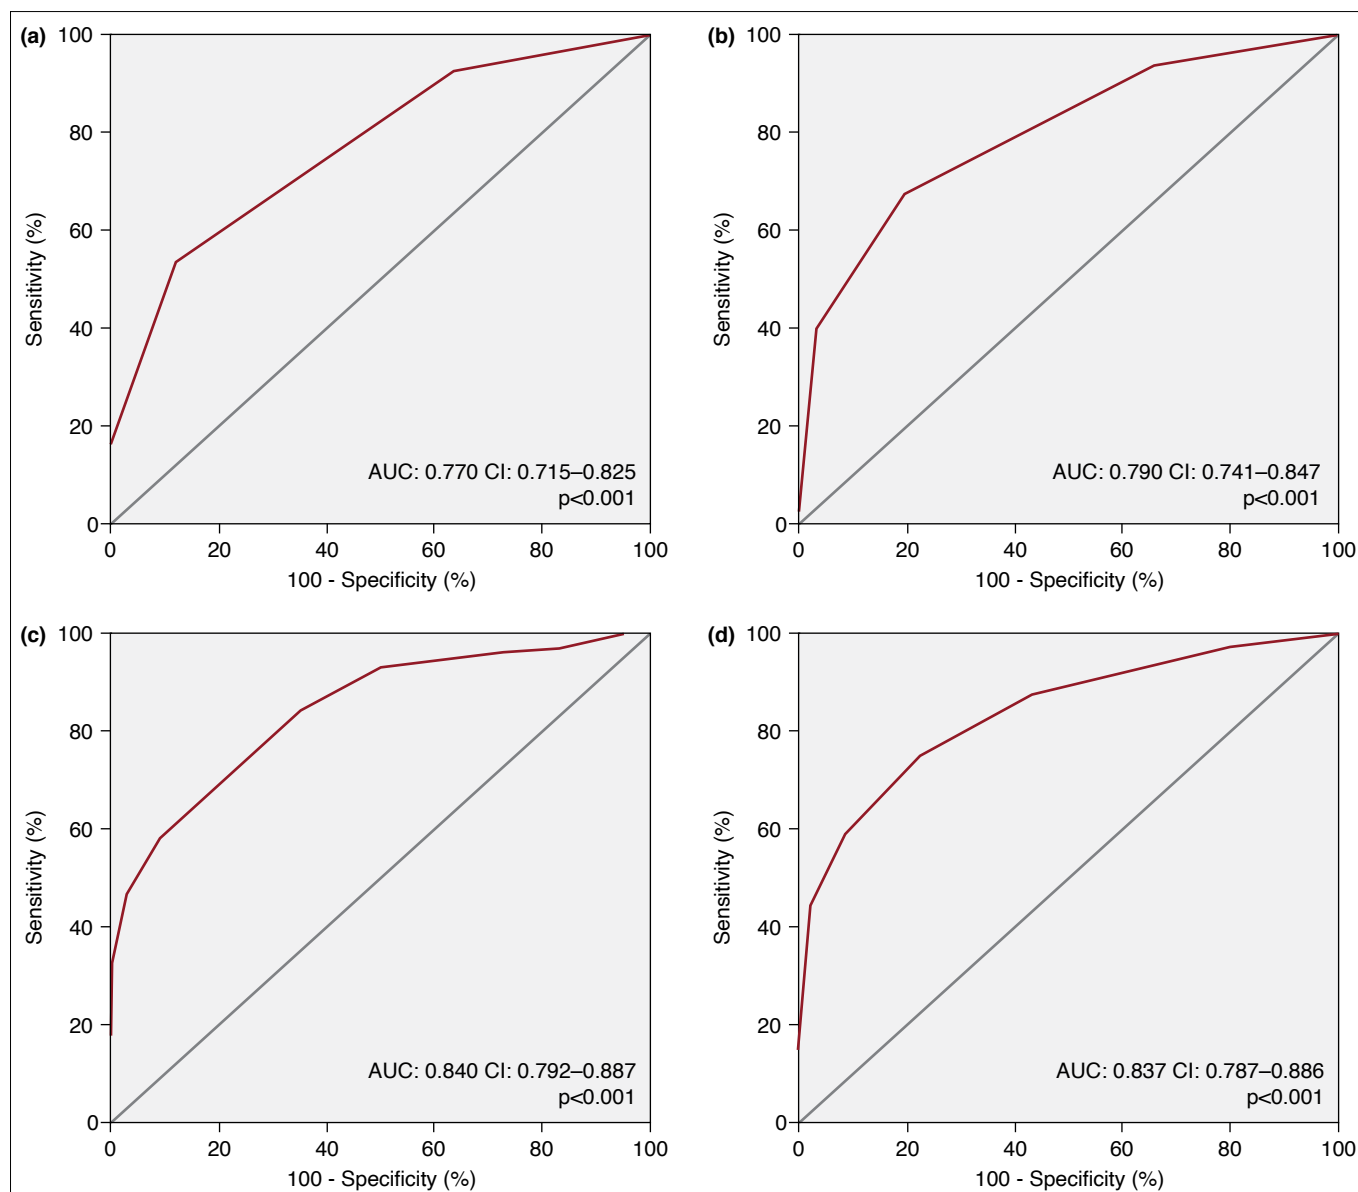 (a)
100
80
60
40
20
0
Sensitivity (%)
AUC: 0.770 CI: 0.715–0.825
p<0.001
0 20 40 60 80 100
100 - Specificity (%)
(b)
100
80
60
40
20
0
Sensitivity (%)
AUC: 0.790 CI: 0.741–0.847
p<0.001
0 20 40 60 80 100
100 - Specificity (%)
(c)
100
80
60
40
20
0
Sensitivity (%)
AUC: 0.840 CI: 0.792–0.887
p<0.001
0 20 40 60 80 100
100 - Specificity (%)
(d)
100
80
60
40
20
0
Sensitivity (%)
AUC: 0.837 CI: 0.787–0.886
p<0.001
0 20 40 60 80 100
100 - Specificity (%)